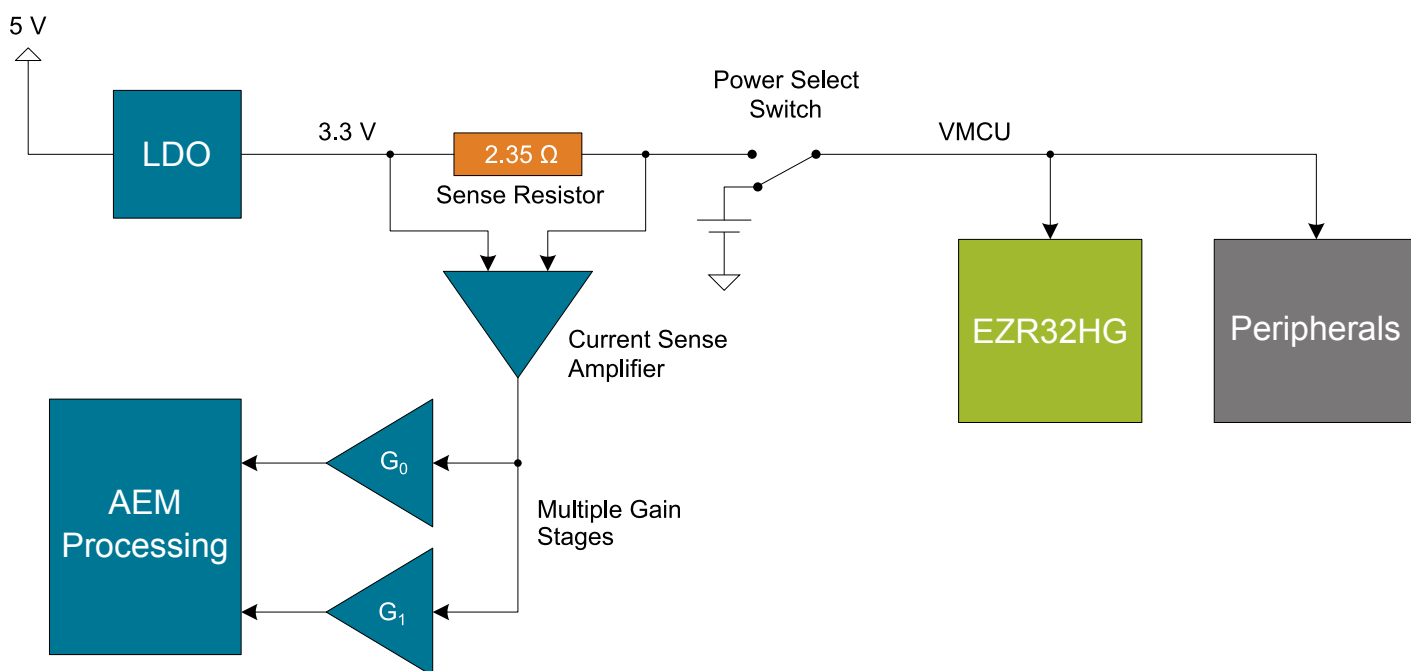 5 V
Power Select
Switch
LDO
3.3 V
2.35 Ω
VMCU
Sense Resistor
EZR32HG
Peripherals
Current Sense
Amplifier
G₀
AEM
Processing
Multiple Gain
Stages
G₁